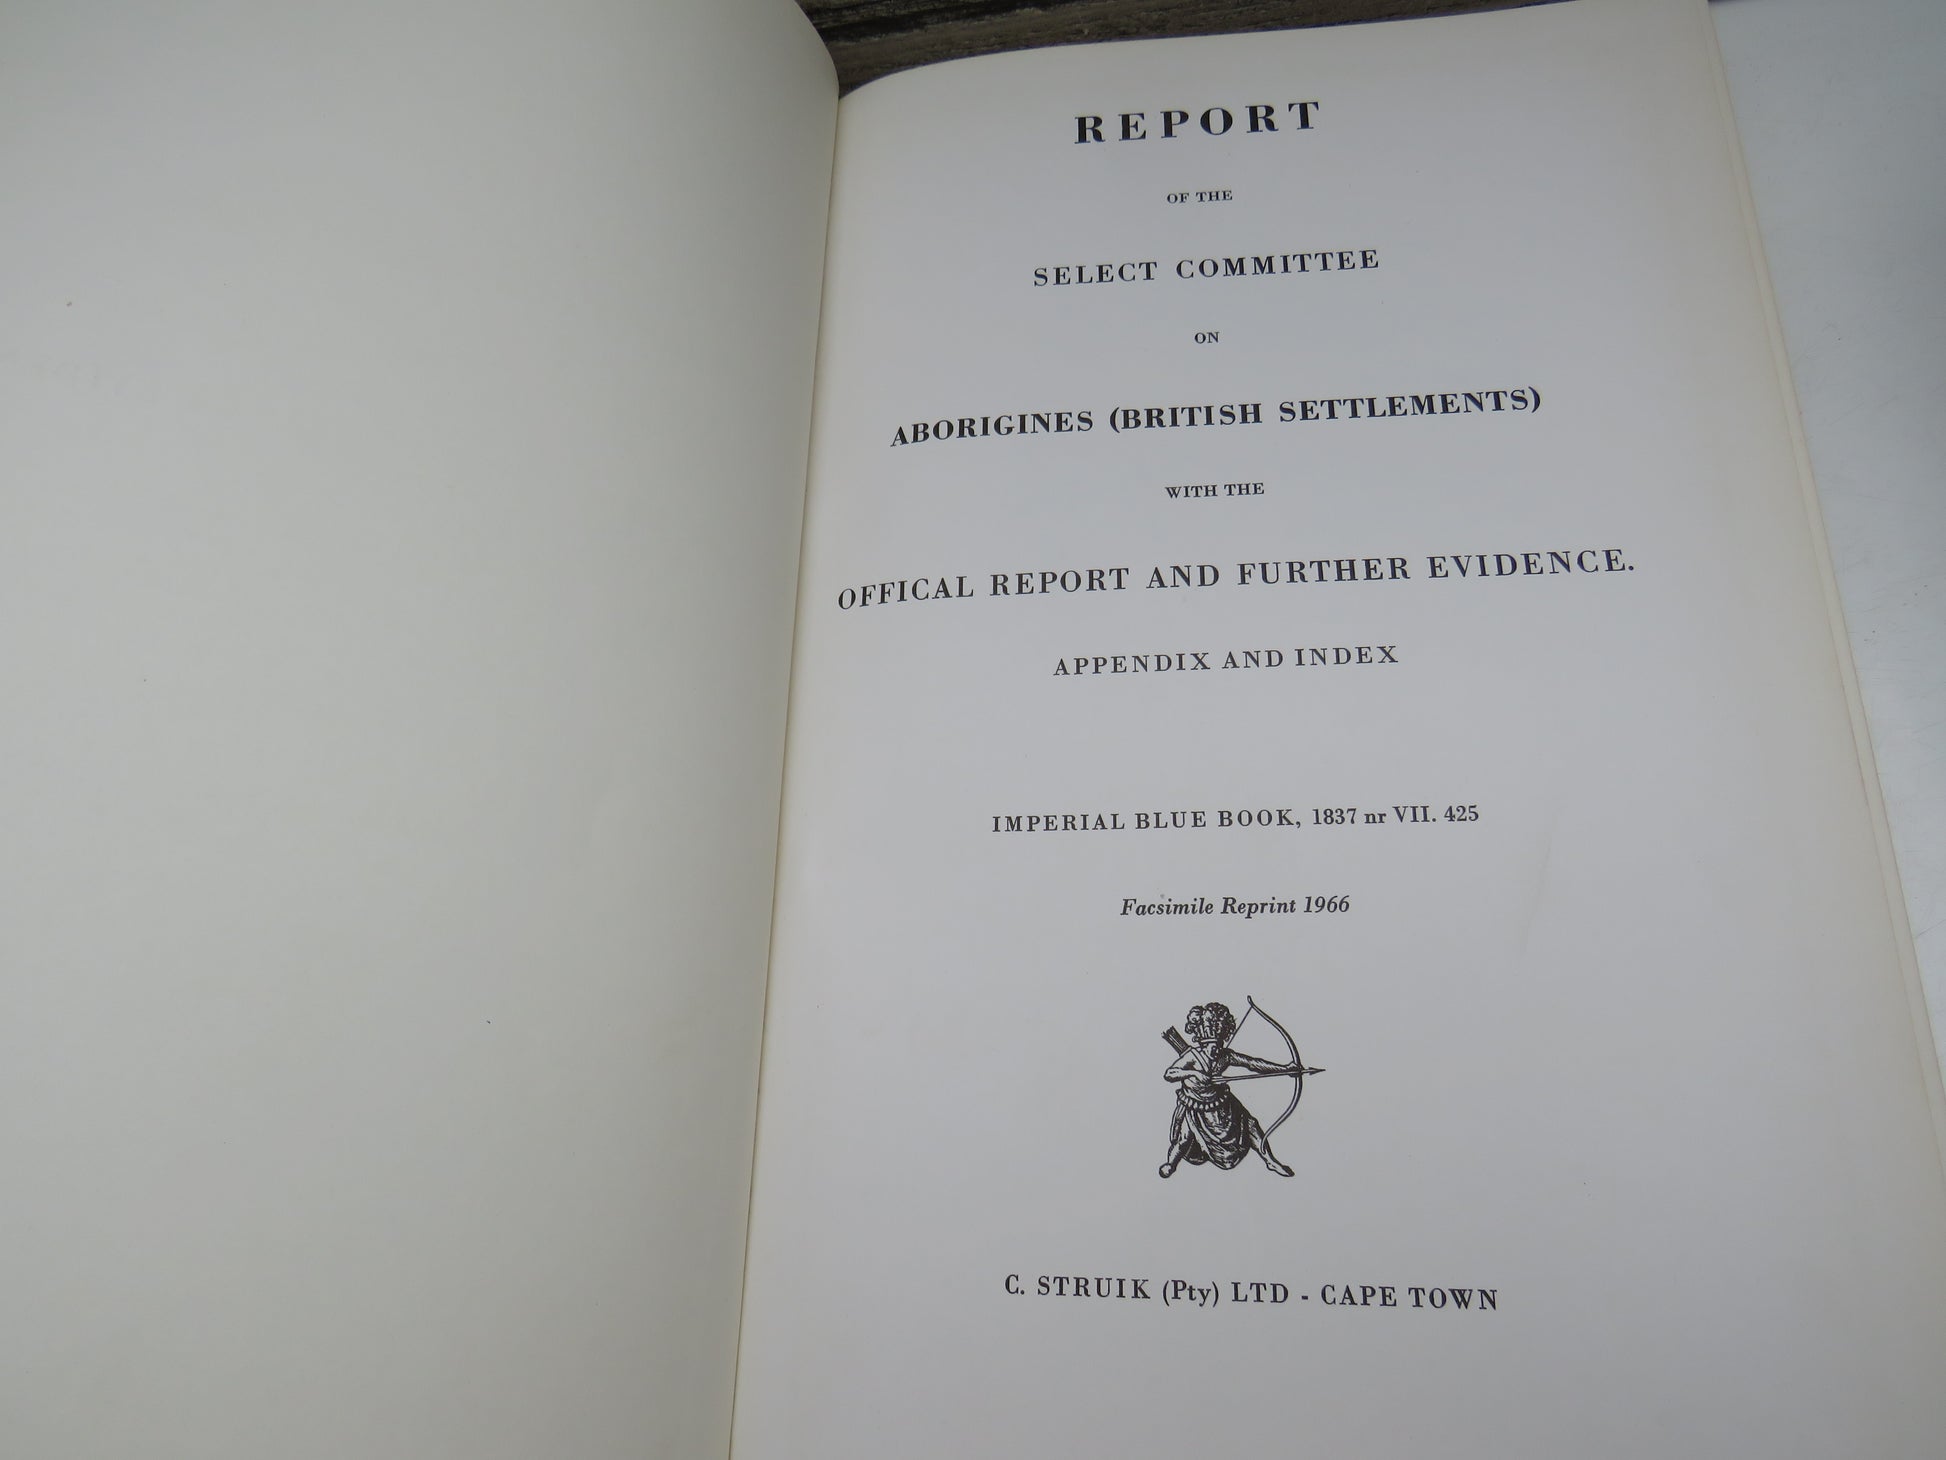 REPORT
OF THE
SELECT COMMITTEE
ON
ABORIGINES (BRITISH SETTLEMENTS)
WITH THE
OFFICAL REPORT AND FURTHER EVIDENCE.
APPENDIX AND INDEX
IMPERIAL BLUE BOOK, 1837 nr VII. 425
Facsimile Reprint 1966
C. STRUIK (Pty) LTD - CAPE TOWN